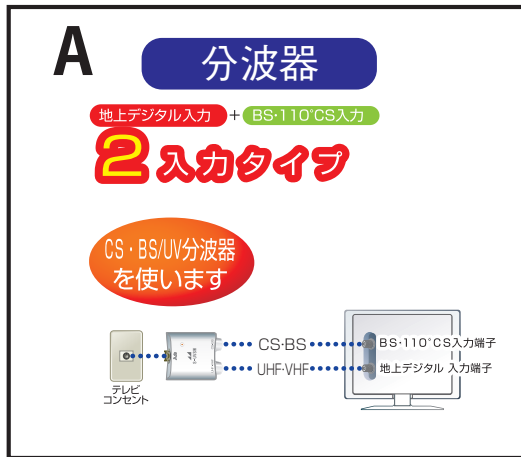 A
分波器
地上デジタル入力 + BS・110°CS入力
2入力タイプ
CS・BS/UV分波器
を使います
CS・BS
BS・110°CS入力端子
UHF・VHF
地上デジタル 入力端子
テレビ
コンセント